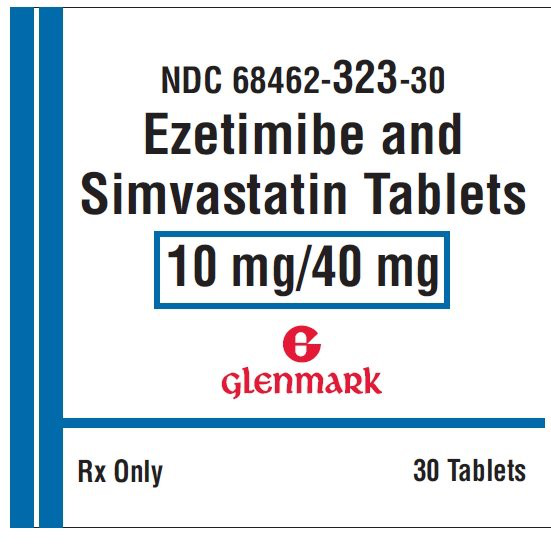 NDC 68462-323-30
Ezetimibe and
Simvastatin Tablets
10 mg/40 mg
G
glenmark
Rx Only
30 Tablets